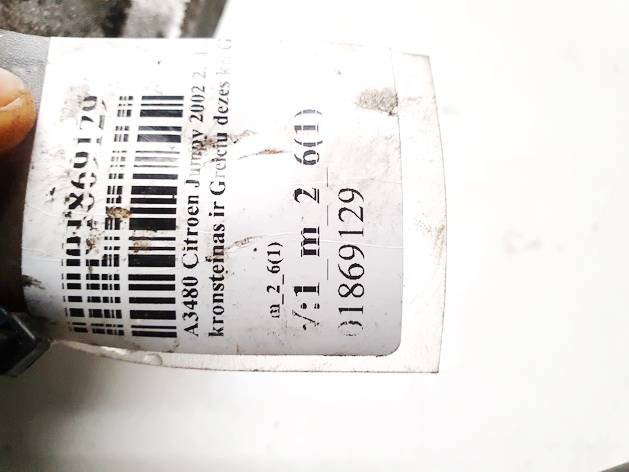 01869129
A3480 Citroen Jumpy 2002 2.
kronsteinas ir Greiciu dezes
m_2_6(1)
V:1_m_2_6(1)
01869129